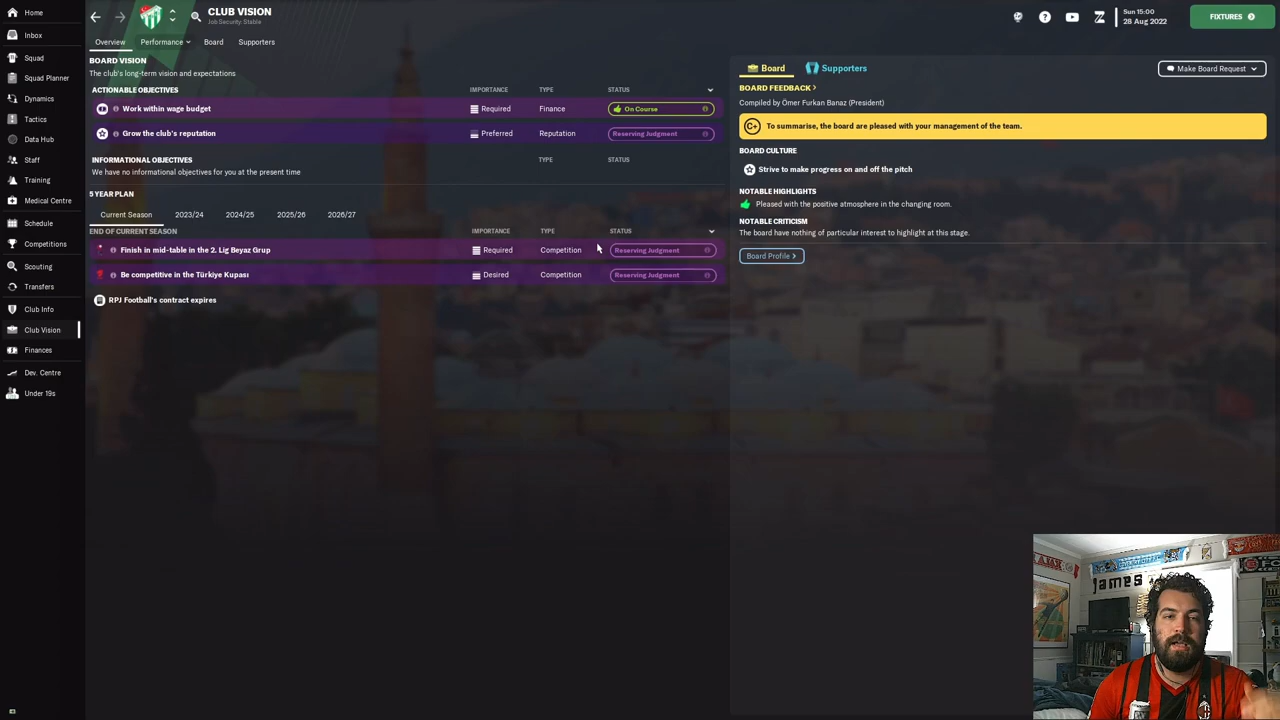 Home
Inbox
Squad
Squad Planner
Dynamics
Tactics
Data Hub
Staff
Training
Medical Centre
Schedule
Competitions
Scouting
Transfers
Club Info
Club Vision
Finances
Dev. Centre
Under 19s
CLUB VISION
Job Security: Stable
Sun 15:00
28 Aug 2022
FIXTURES
Overview Performance Board Supporters
BOARD VISION
The club's long-term vision and expectations
ACTIONABLE OBJECTIVES IMPORTANCE TYPE STATUS
Work within wage budget Required Finance On Course
Grow the club's reputation Preferred Reputation Reserving Judgment
INFORMATIONAL OBJECTIVES TYPE STATUS
We have no informational objectives for you at the present time
5 YEAR PLAN
Current Season 2023/24 2024/25 2025/26 2026/27
END OF CURRENT SEASON IMPORTANCE TYPE STATUS
Finish in mid-table in the 2. Lig Beyaz Grup Required Competition Reserving Judgment
Be competitive in the Türkiye Kupası Desired Competition Reserving Judgment
RPJ Football's contract expires
Board Supporters Make Board Request
BOARD FEEDBACK >
Compiled by Ömer Furkan Banaz (President)
C+ To summarise, the board are pleased with your management of the team.
BOARD CULTURE
Strive to make progress on and off the pitch
NOTABLE HIGHLIGHTS
Pleased with the positive atmosphere in the changing room.
NOTABLE CRITICISM
The board have nothing of particular interest to highlight at this stage.
Board Profile >
james